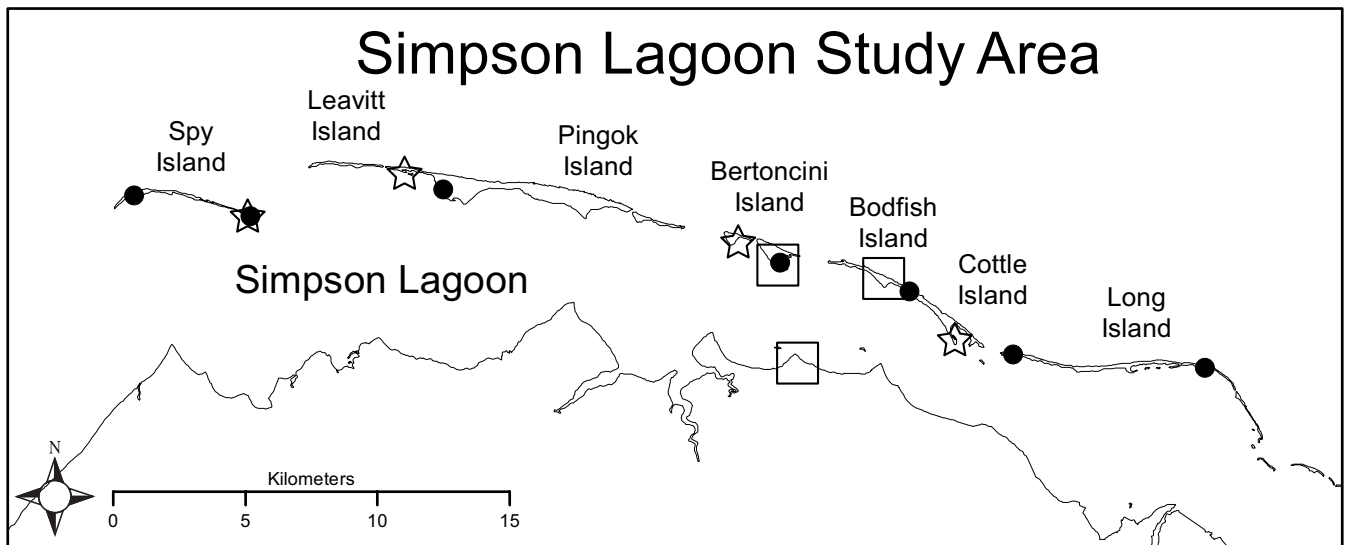 Simpson Lagoon Study Area
Leavitt
Island
Spy
Island
Pingok
Island
Bertoncini
Island
Bodfish
Island
Cottle
Island
Long
Island
Simpson Lagoon
N
Kilometers
0 5 10 15